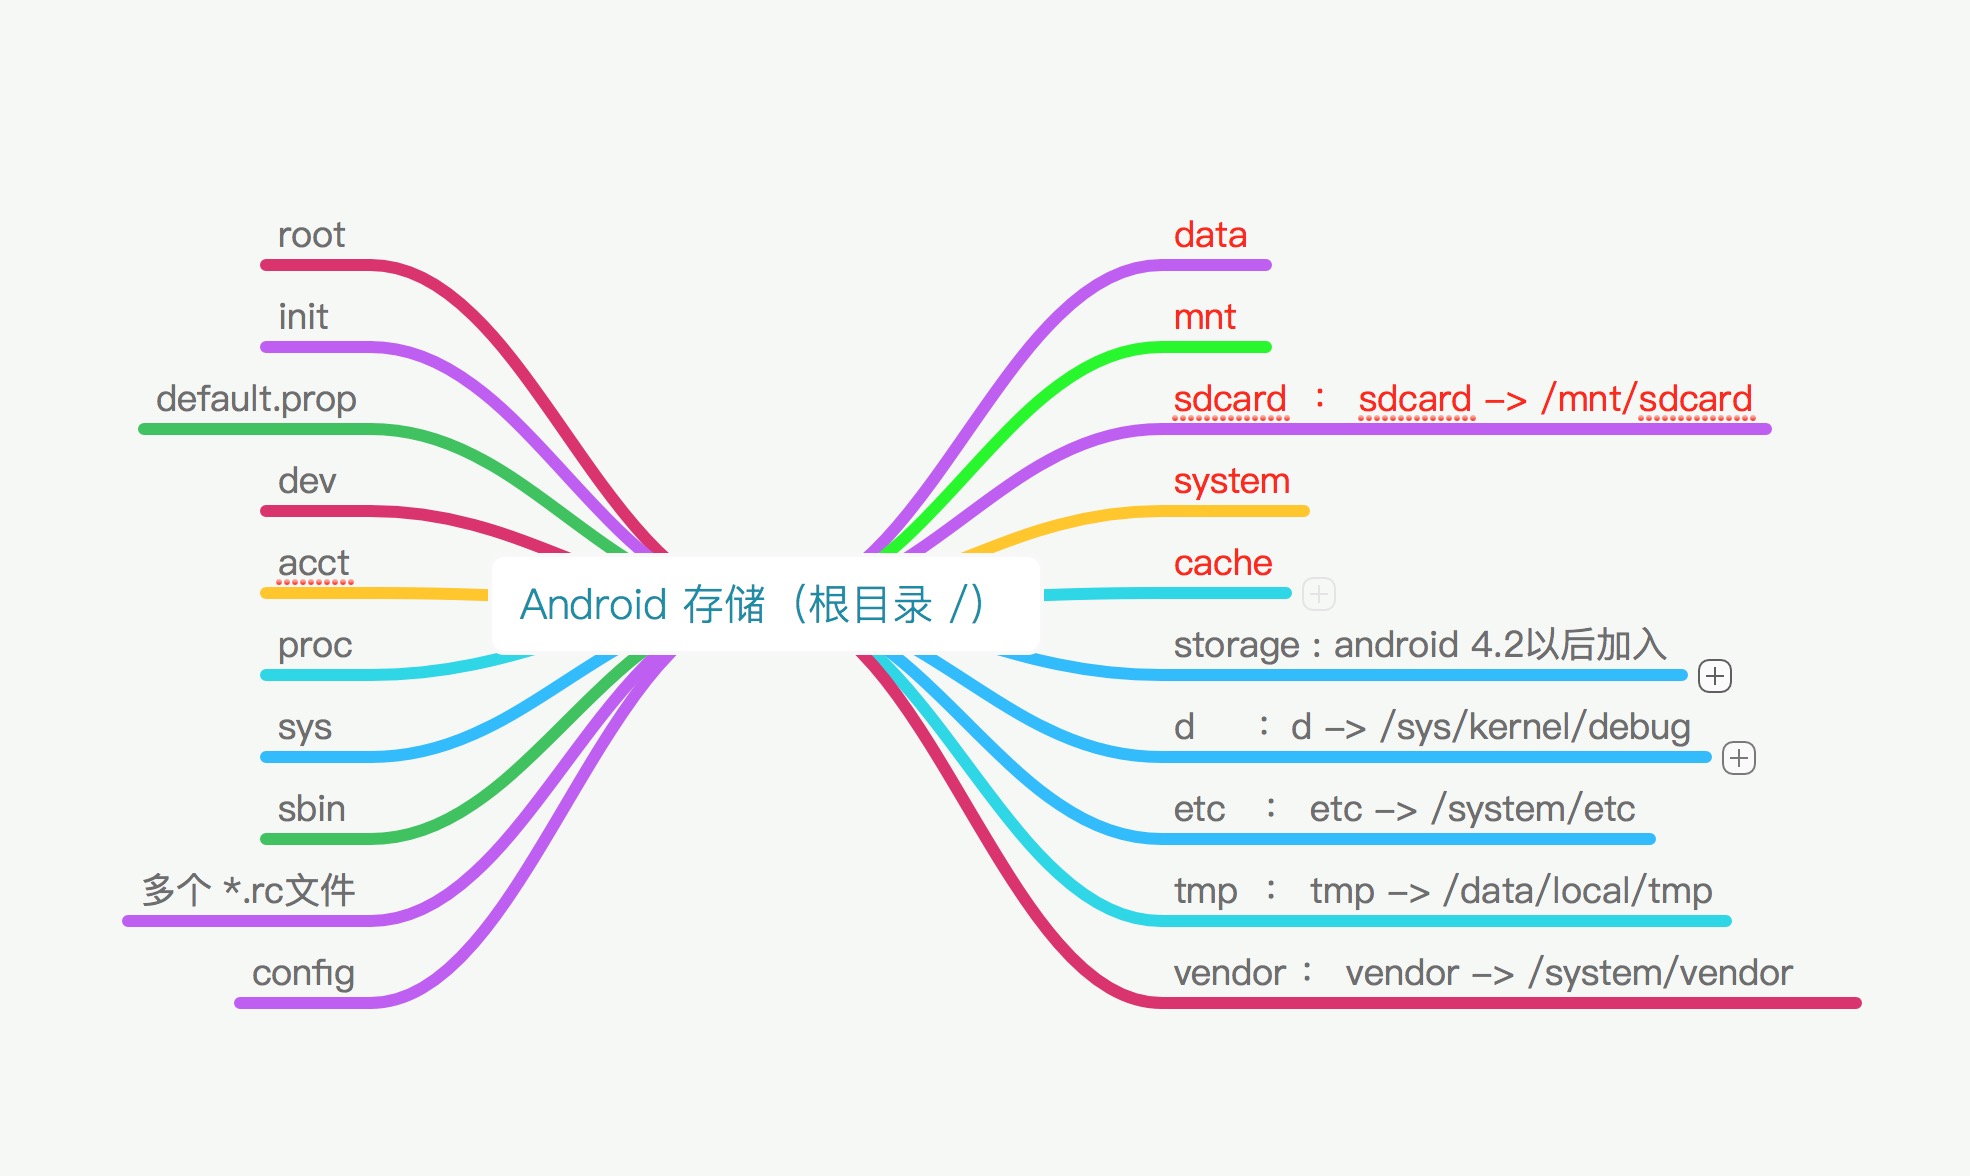 root
init
default.prop
dev
acct
proc
sys
sbin
多个 *.rc文件
config
Android 存储（根目录 /）
data
mnt
sdcard ： sdcard -> /mnt/sdcard
system
cache
storage : android 4.2以后加入
d ： d -> /sys/kernel/debug
etc ： etc -> /system/etc
tmp ： tmp -> /data/local/tmp
vendor ： vendor -> /system/vendor